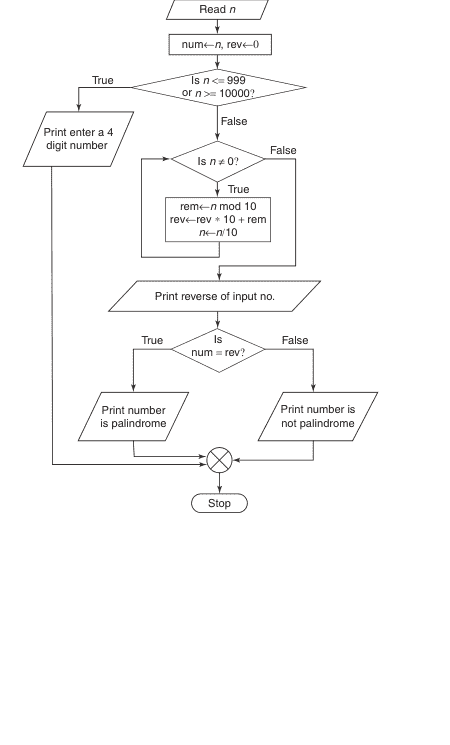 Read n
num←n, rev←0
Is n <= 999
or n >= 10000?
True
False
Print enter a 4
digit number
Is n ≠ 0?
False
True
rem←n mod 10
rev←rev * 10 + rem
n←n/10
Print reverse of input no.
Is
num = rev?
True
False
Print number
is palindrome
Print number is
not palindrome
Stop